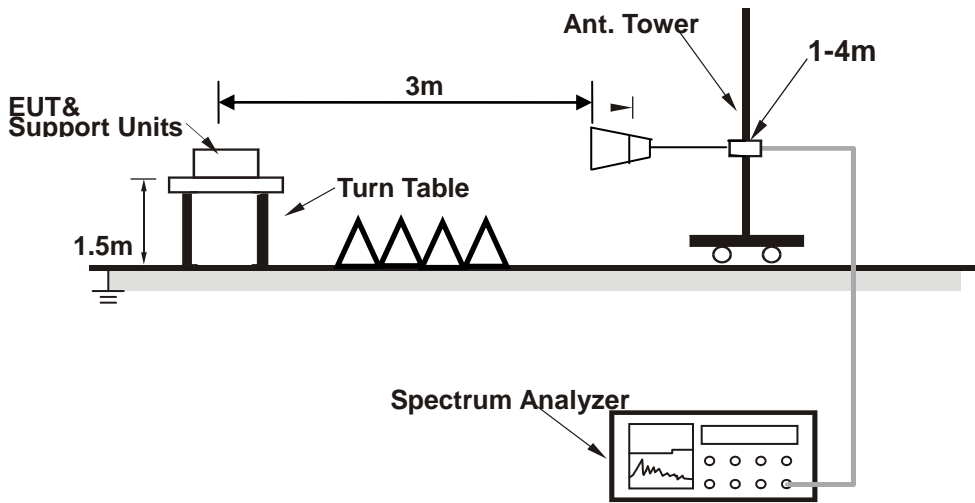 Ant. Tower
1-4m
3m
EUT&
Support Units
Turn Table
1.5m
Spectrum Analyzer